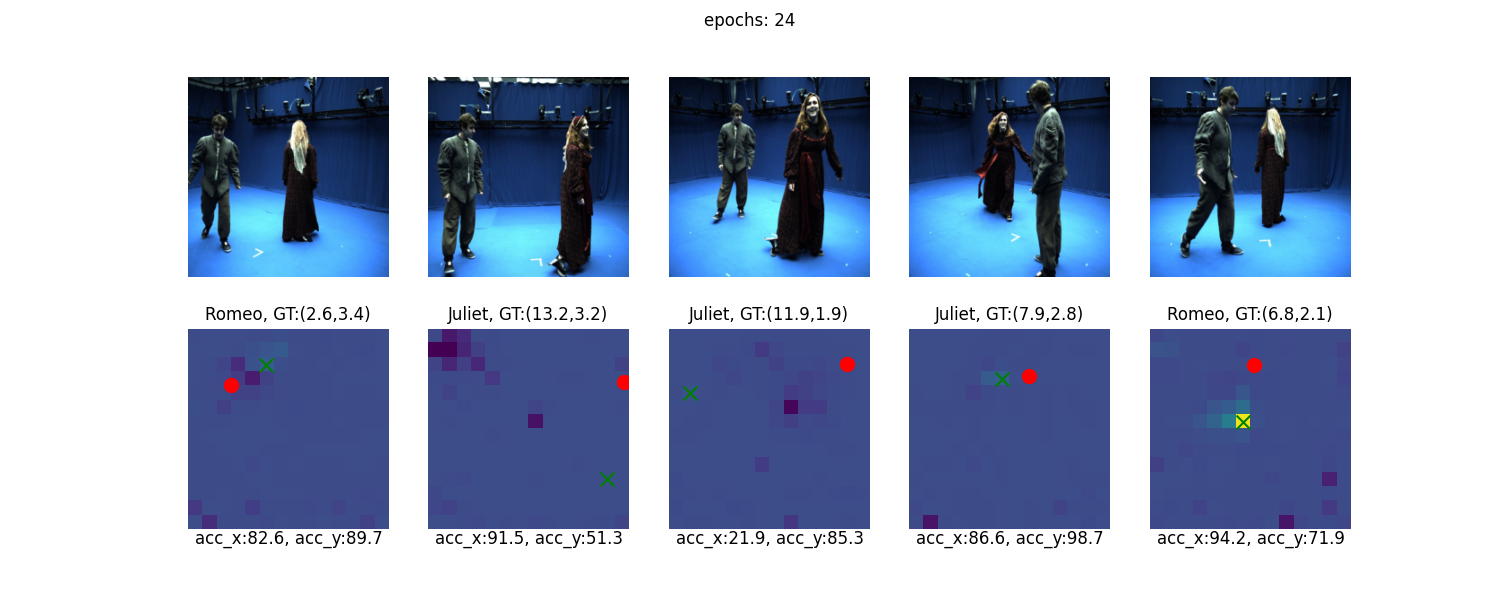 epochs: 24
Romeo, GT:(2.6,3.4)
Juliet, GT:(13.2,3.2)
Juliet, GT:(11.9,1.9)
Juliet, GT:(7.9,2.8)
Romeo, GT:(6.8,2.1)
acc_x:82.6, acc_y:89.7
acc_x:91.5, acc_y:51.3
acc_x:21.9, acc_y:85.3
acc_x:86.6, acc_y:98.7
acc_x:94.2, acc_y:71.9